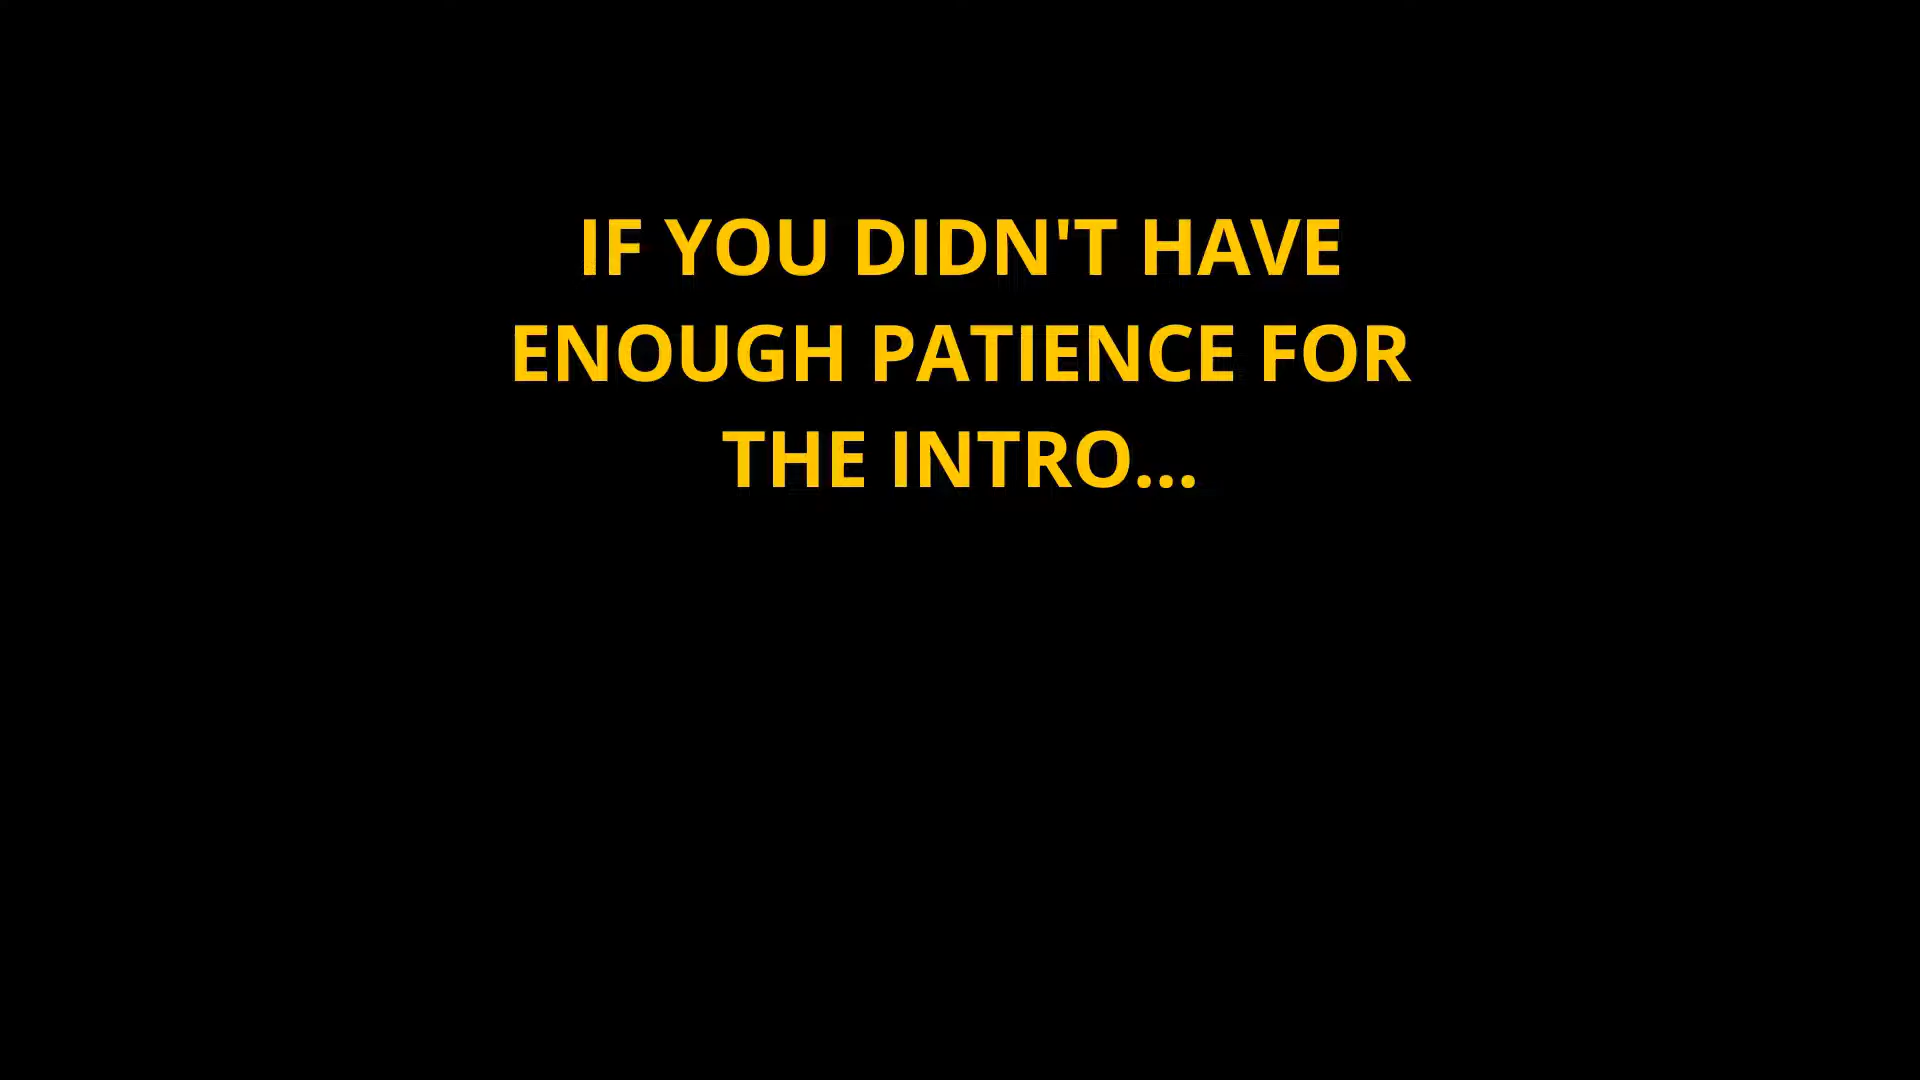 IF YOU DIDN'T HAVE
ENOUGH PATIENCE FOR
THE INTRO...